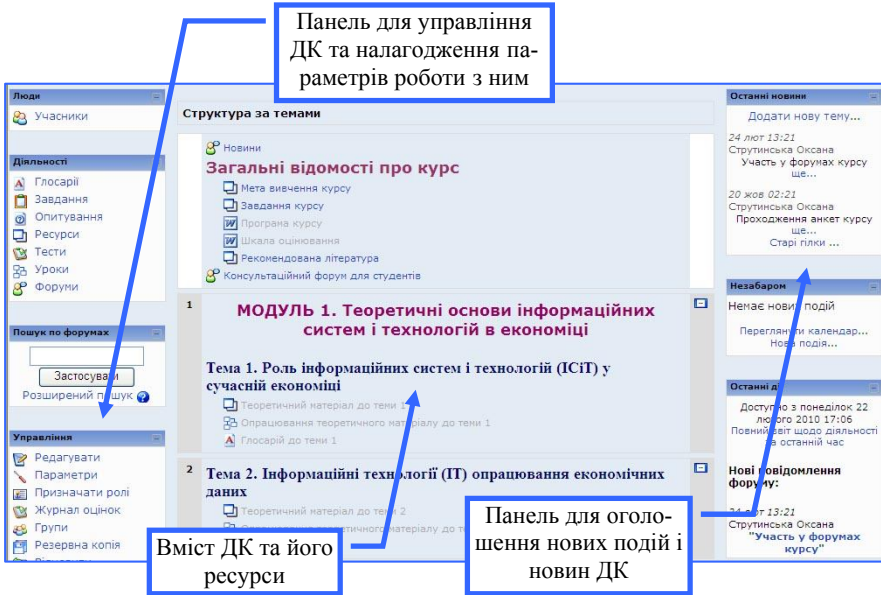 Панель для управління
ДК та налагодження па-
раметрів роботи з ним
Люди
Учасники
Діяльності
Глосарії
Завдання
Опитування
Ресурси
Тести
Уроки
Форуми
Пошук по форумах
Застосувати
Розширений пошук
Управління
Редагувати
Параметри
Призначати ролі
Журнал оцінок
Групи
Резервна копія
Структура за темами
Новини
Загальні відомості про курс
Мета вивчення курсу
Завдання курсу
Програма курсу
Шкала оцінювання
Рекомендована література
Консультаційний форум для студентів
1
МОДУЛЬ 1. Теоретичні основи інформаційних
систем і технологій в економіці
Тема 1. Роль інформаційних систем і технологій (ІСіТ) у
сучасній економіці
Теоретичний матеріал до теми 1
Опрацювання теоретичного матеріалу до теми 1
Глосарій до теми 1
2
Тема 2. Інформаційні технології (ІТ) опрацювання економічних
даних
Теоретичний матеріал до теми 2
Вміст ДК та його
ресурси
Останні новини
Додати нову тему...
24 лют 13:21
Струтинська Оксана
Участь у форумах курсу
ще...
20 жов 02:21
Струтинська Оксана
Проходження анкет курсу
ще...
Старі гілки ...
Незабаром
Немає нових подій
Переглянути календар...
Нова подія...
Останні дії
Доступно з понеділок 22
лютого 2010 17:06
Повний звіт щодо діяльності
за останній час
Нові повідомлення
форуму:
24 лют 13:21
Струтинська Оксана
"Участь у форумах
курсу"
Панель для оголо-
шення нових подій і
новин ДК